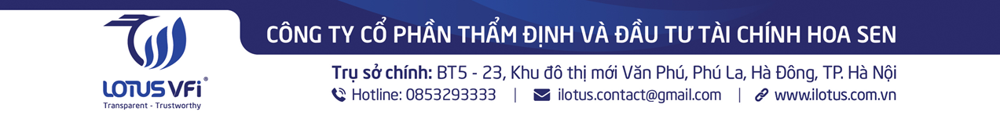 LOTUS VFi®
Transparent - Trustworthy
CÔNG TY CỔ PHẦN THẨM ĐỊNH VÀ ĐẦU TƯ TÀI CHÍNH HOA SEN
Trụ sở chính: BT5 - 23, Khu đô thị mới Văn Phú, Phú La, Hà Đông, TP. Hà Nội
Hotline: 0853293333 | ilotus.contact@gmail.com | www.ilotus.com.vn